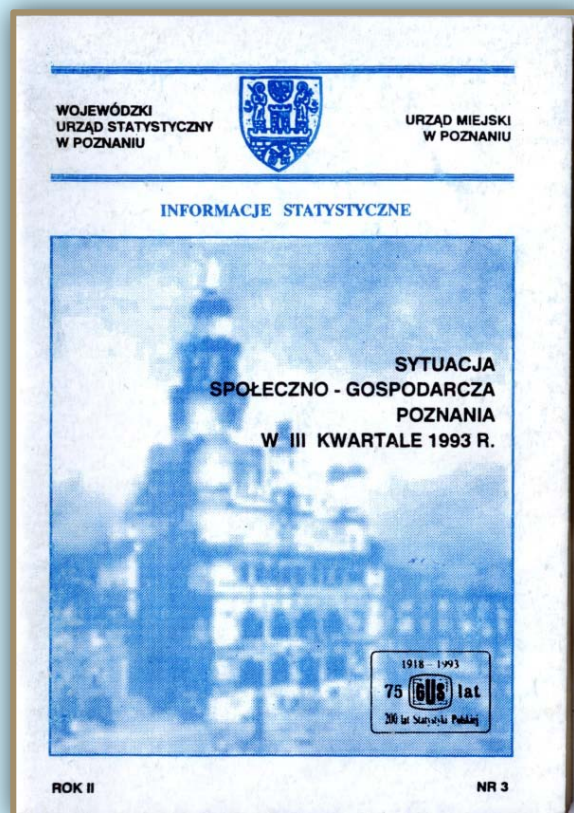 WOJEWÓDZKI
URZĄD STATYSTYCZNY
W POZNANIU
URZĄD MIEJSKI
W POZNANIU
INFORMACJE STATYSTYCZNE
SYTUACJA
SPOŁECZNO - GOSPODARCZA
POZNANIA
W III KWARTALE 1993 R.
1918 - 1993
75 GUS lat
200 lat Statystyki Polskiej
ROK II
NR 3